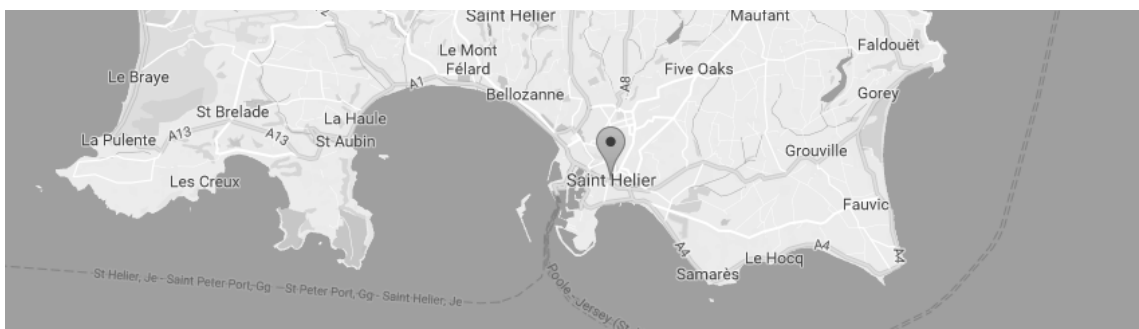 Saint Helier
Maufant
Le Mont
Félard
Faldouët
Le Braye
A1
A8
Five Oaks
Bellozanne
Gorey
St Brelade
La Haule
La Pulente
A13
A13
St Aubin
Grouville
Les Creux
Saint Helier
Fauvic
A4
Le Hocq
A4
A4
Samarès
St Helier, Je - Saint Peter Port, Gg
St Peter Port, Gg - Saint Helier, Je
Poole - Jersey (St